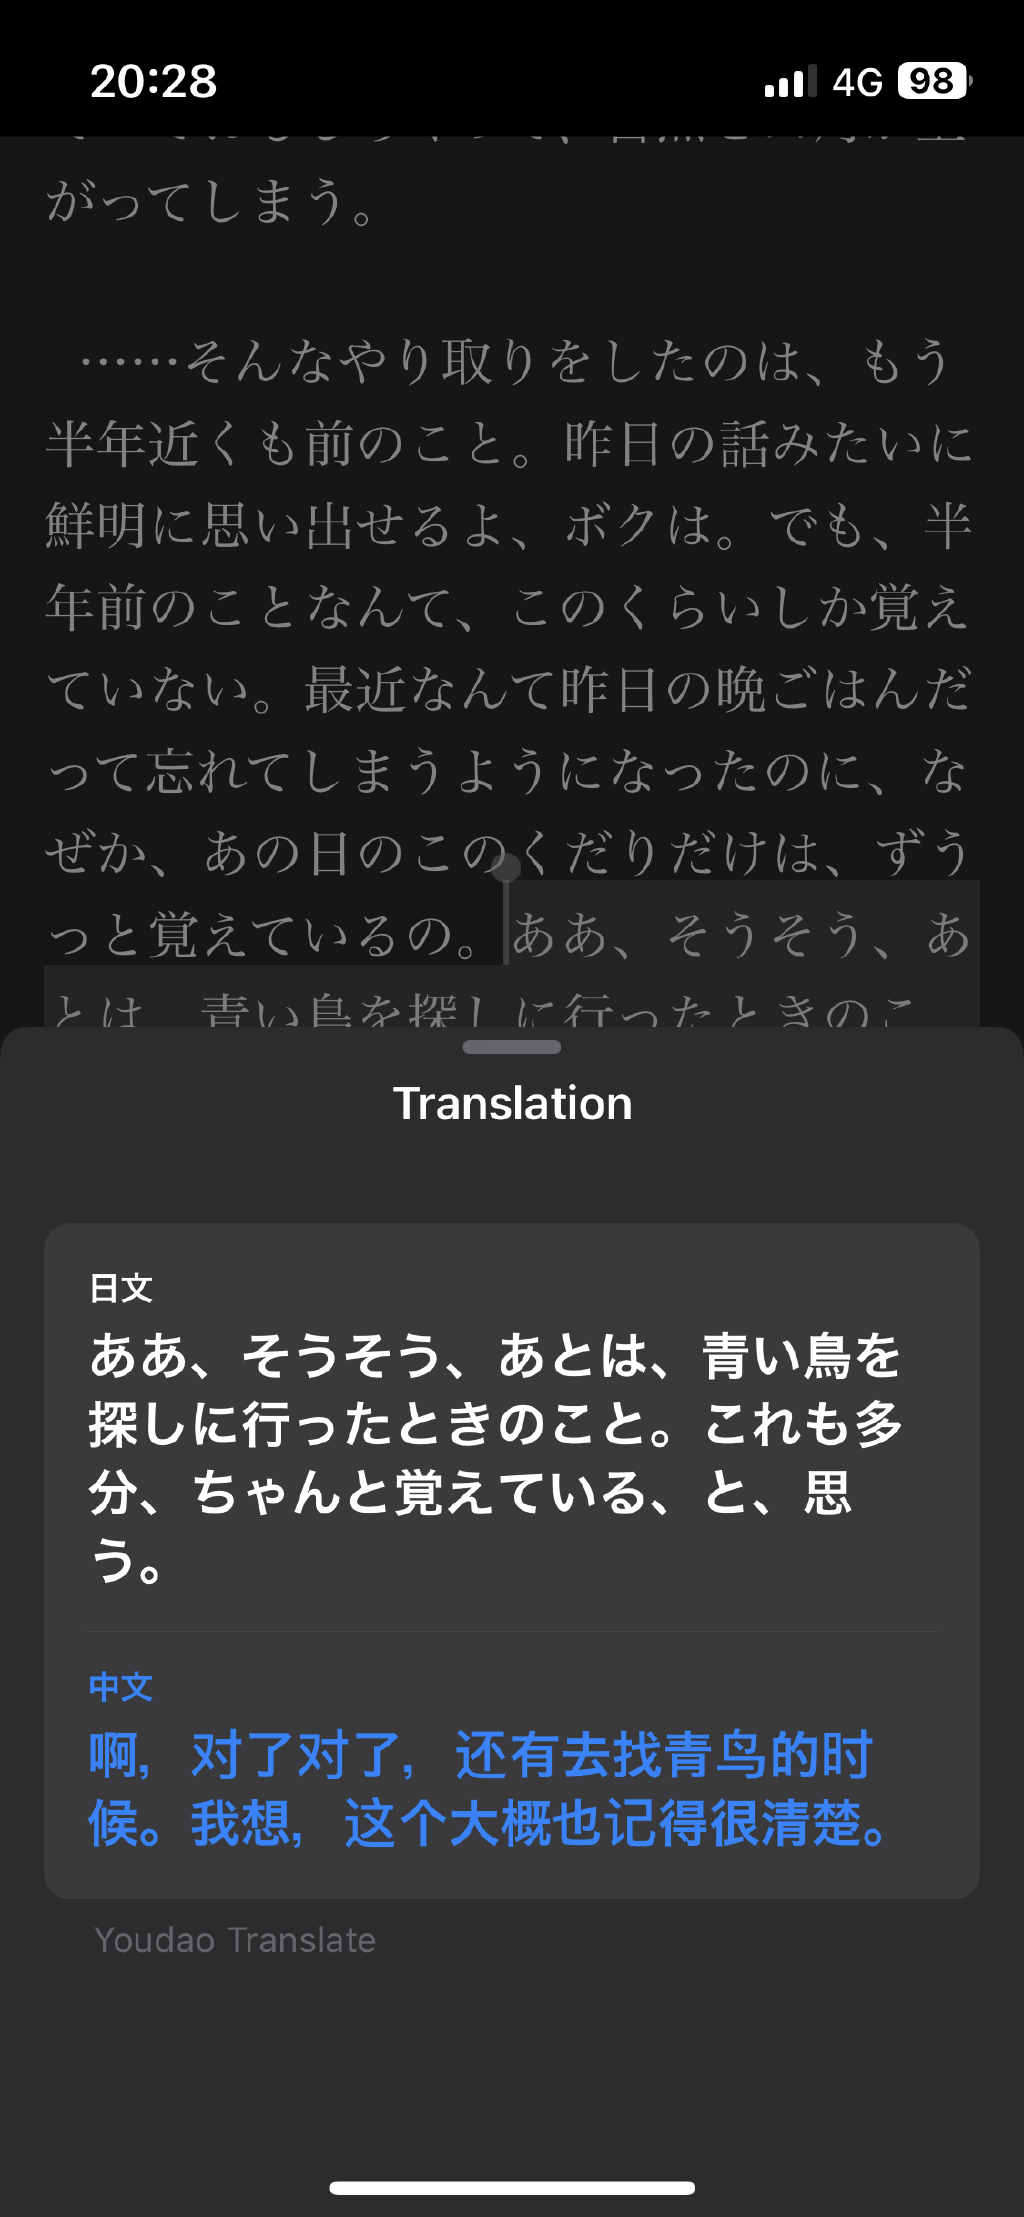 20:28
4G 98
がってしまう。
……そんなやり取りをしたのは、もう
半年近くも前のこと。昨日の話みたいに
鮮明に思い出せるよ、ボクは。でも、半
年前のことなんて、このくらいしか覚え
ていない。最近なんて昨日の晩ごはんだ
って忘れてしまうようになったのに、な
ぜか、あの日のこのくだりだけは、ずう
っと覚えているの。ああ、そうそう、あ
とは、青い鳥を探しに行ったときのこ
Translation
日文
ああ、そうそう、あとは、青い鳥を
探しに行ったときのこと。これも多
分、ちゃんと覚えている、と、思
う。
中文
啊,对了对了,还有去找青鸟的时
候。我想,这个大概也记得很清楚。
Youdao Translate